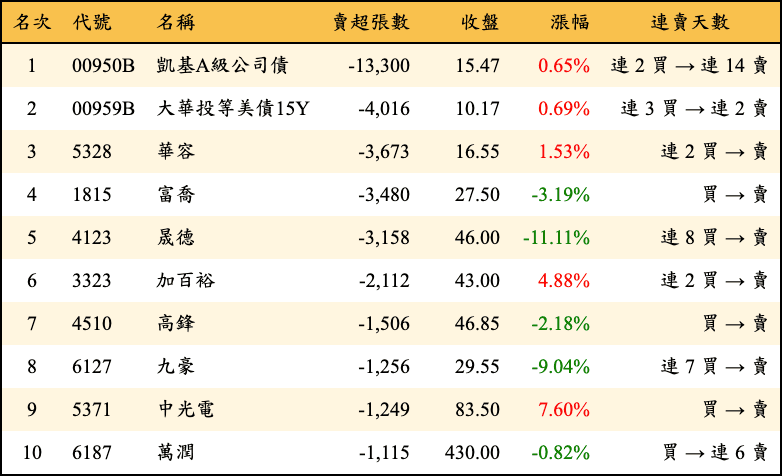 名次 代號 名稱 賣超張數 收盤 漲幅 連賣天數
1 00950B 凱基A級公司債 -13,300 15.47 0.65% 連 2 買 → 連 14 賣
2 00959B 大華投等美債15Y -4,016 10.17 0.69% 連 3 買 → 連 2 賣
3 5328 華容 -3,673 16.55 1.53% 連 2 買 → 賣
4 1815 富喬 -3,480 27.50 -3.19% 買 → 賣
5 4123 晟德 -3,158 46.00 -11.11% 連 8 買 → 賣
6 3323 加百裕 -2,112 43.00 4.88% 連 2 買 → 賣
7 4510 高鋒 -1,506 46.85 -2.18% 買 → 賣
8 6127 九豪 -1,256 29.55 -9.04% 連 7 買 → 賣
9 5371 中光電 -1,249 83.50 7.60% 買 → 賣
10 6187 萬潤 -1,115 430.00 -0.82% 買 → 連 6 賣